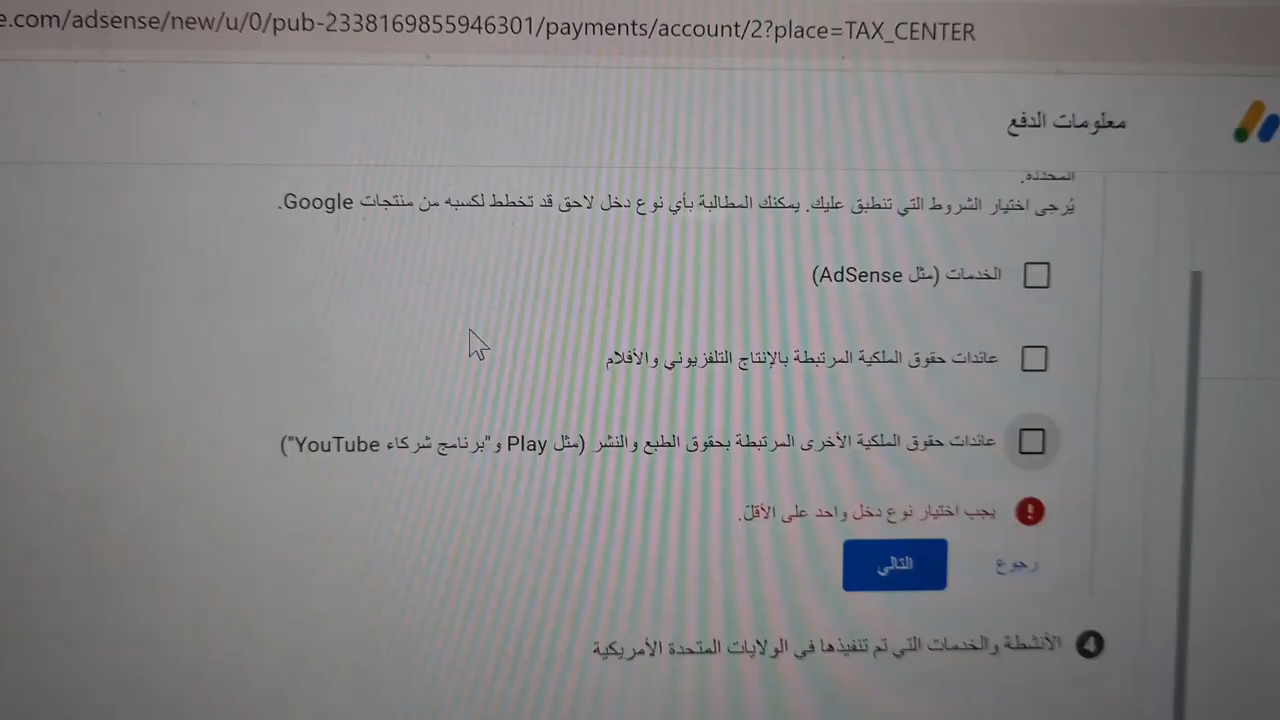 e.com/adsense/new/u/0/pub-2338169855946301/payments/account/2?place=TAX_CENTER
معلومات الدفع
المحددة.
يُرجى اختيار الشروط التي تنطبق عليك. يمكنك المطالبة بأي نوع دخل لاحق قد تخطط لكسبه من منتجات Google.
الخدمات (مثل AdSense)
عائدات حقوق الملكية المرتبطة بالإنتاج التلفزيوني والأفلام
عائدات حقوق الملكية الأخرى المرتبطة بحقوق الطبع والنشر (مثل Play و"برنامج شركاء YouTube")
يجب اختيار نوع دخل واحد على الأقلّ.
رجوع
التالي
4 الأنشطة والخدمات التي تم تنفيذها في الولايات المتحدة الأمريكية